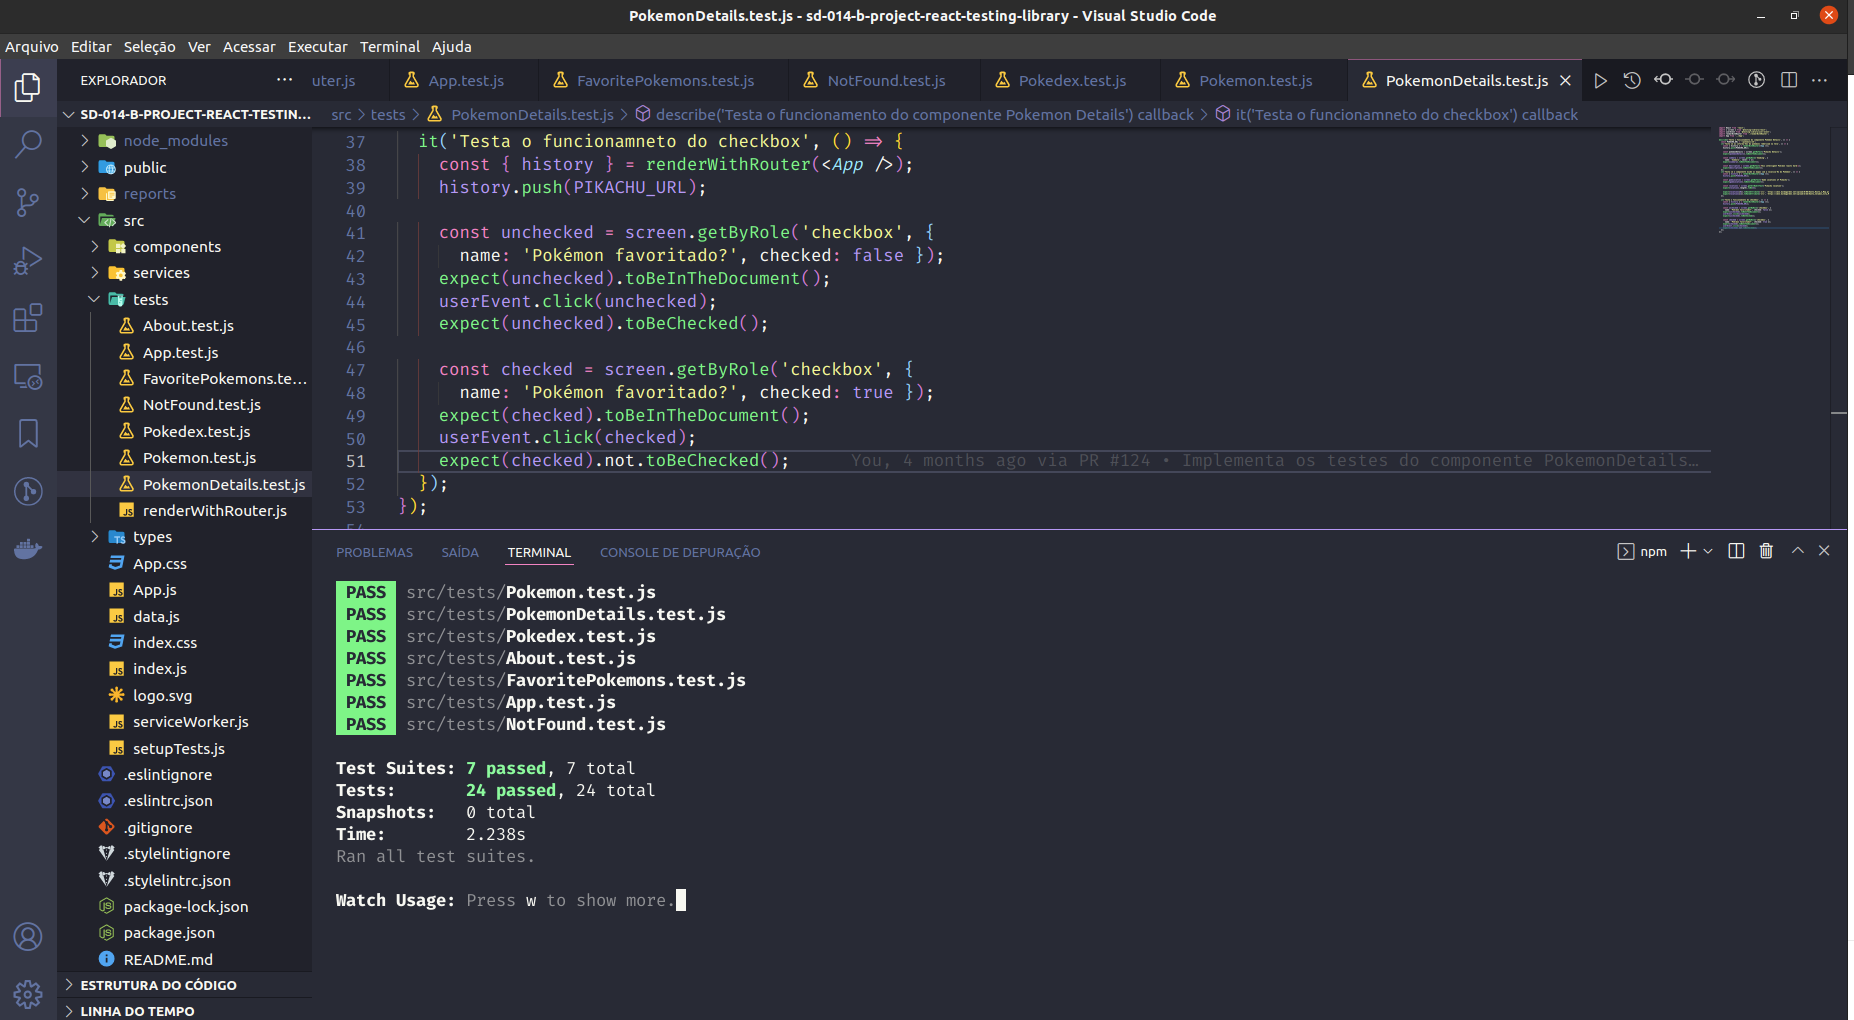 PokemonDetails.test.js - sd-014-b-project-react-testing-library - Visual Studio Code
Arquivo Editar Seleção Ver Acessar Executar Terminal Ajuda
EXPLORADOR
uter.js App.test.js FavoritePokemons.test.js NotFound.test.js Pokedex.test.js Pokemon.test.js PokemonDetails.test.js
SD-014-B-PROJECT-REACT-TESTIN...
node_modules
public
reports
src
components
services
tests
About.test.js
App.test.js
FavoritePokemons.te...
NotFound.test.js
Pokedex.test.js
Pokemon.test.js
PokemonDetails.test.js
renderWithRouter.js
types
App.css
App.js
data.js
index.css
index.js
logo.svg
serviceWorker.js
setupTests.js
.eslintignore
.eslintrc.json
.gitignore
.stylelintignore
.stylelintrc.json
package-lock.json
package.json
README.md
ESTRUTURA DO CÓDIGO
LINHA DO TEMPO
src > tests > PokemonDetails.test.js > describe('Testa o funcionamento do componente Pokemon Details') callback > it('Testa o funcionamneto do checkbox') callback
37 it('Testa o funcionamneto do checkbox', () => {
38 const { history } = renderWithRouter(<App />);
39 history.push(PIKACHU_URL);
40
41 const unchecked = screen.getByRole('checkbox', {
42 name: 'Pokémon favoritado?', checked: false });
43 expect(unchecked).toBeInTheDocument();
44 userEvent.click(unchecked);
45 expect(unchecked).toBeChecked();
46
47 const checked = screen.getByRole('checkbox', {
48 name: 'Pokémon favoritado?', checked: true });
49 expect(checked).toBeInTheDocument();
50 userEvent.click(checked);
51 expect(checked).not.toBeChecked(); You, 4 months ago via PR #124 • Implementa os testes do componente PokemonDetails…
52 });
53 });
54
PROBLEMAS SAÍDA TERMINAL CONSOLE DE DEPURAÇÃO npm
PASS src/tests/Pokemon.test.js
PASS src/tests/PokemonDetails.test.js
PASS src/tests/Pokedex.test.js
PASS src/tests/About.test.js
PASS src/tests/FavoritePokemons.test.js
PASS src/tests/App.test.js
PASS src/tests/NotFound.test.js
Test Suites: 7 passed, 7 total
Tests: 24 passed, 24 total
Snapshots: 0 total
Time: 2.238s
Ran all test suites.
Watch Usage: Press w to show more.